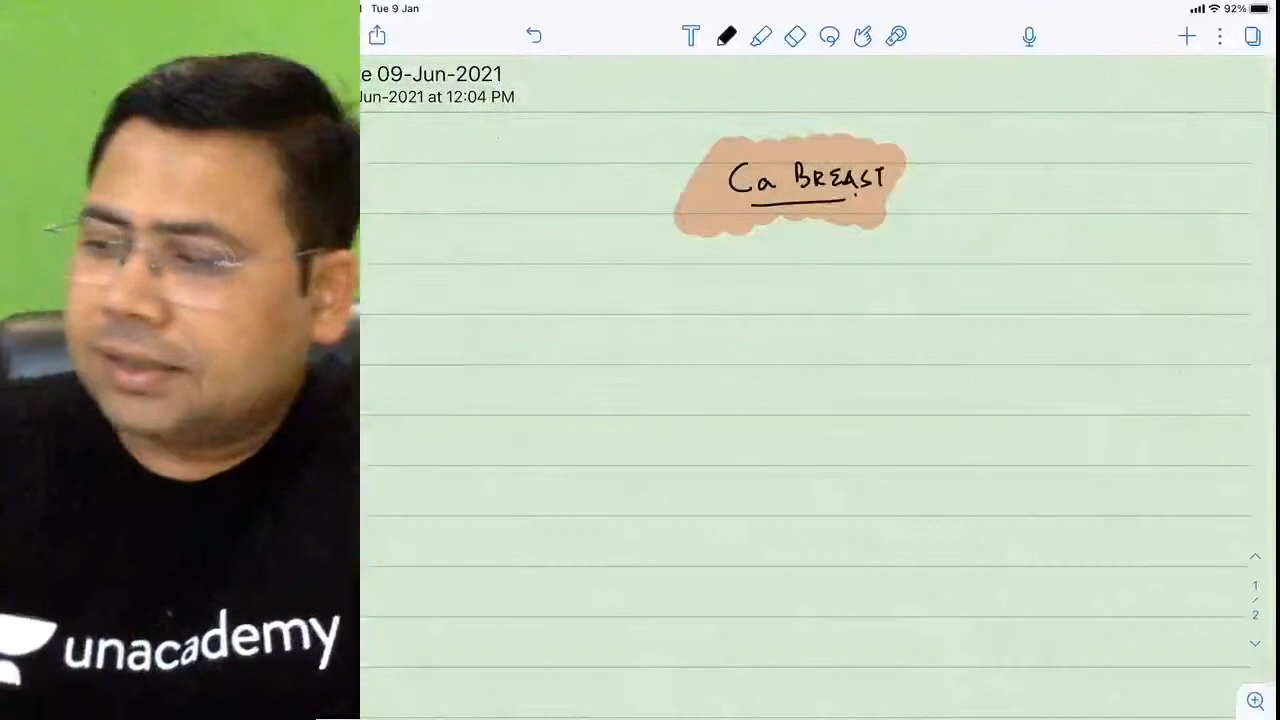 Tue 9 Jan
92%
T
e 09-Jun-2021
Jun-2021 at 12:04 PM
Ca BREAST
1
2
unacademy